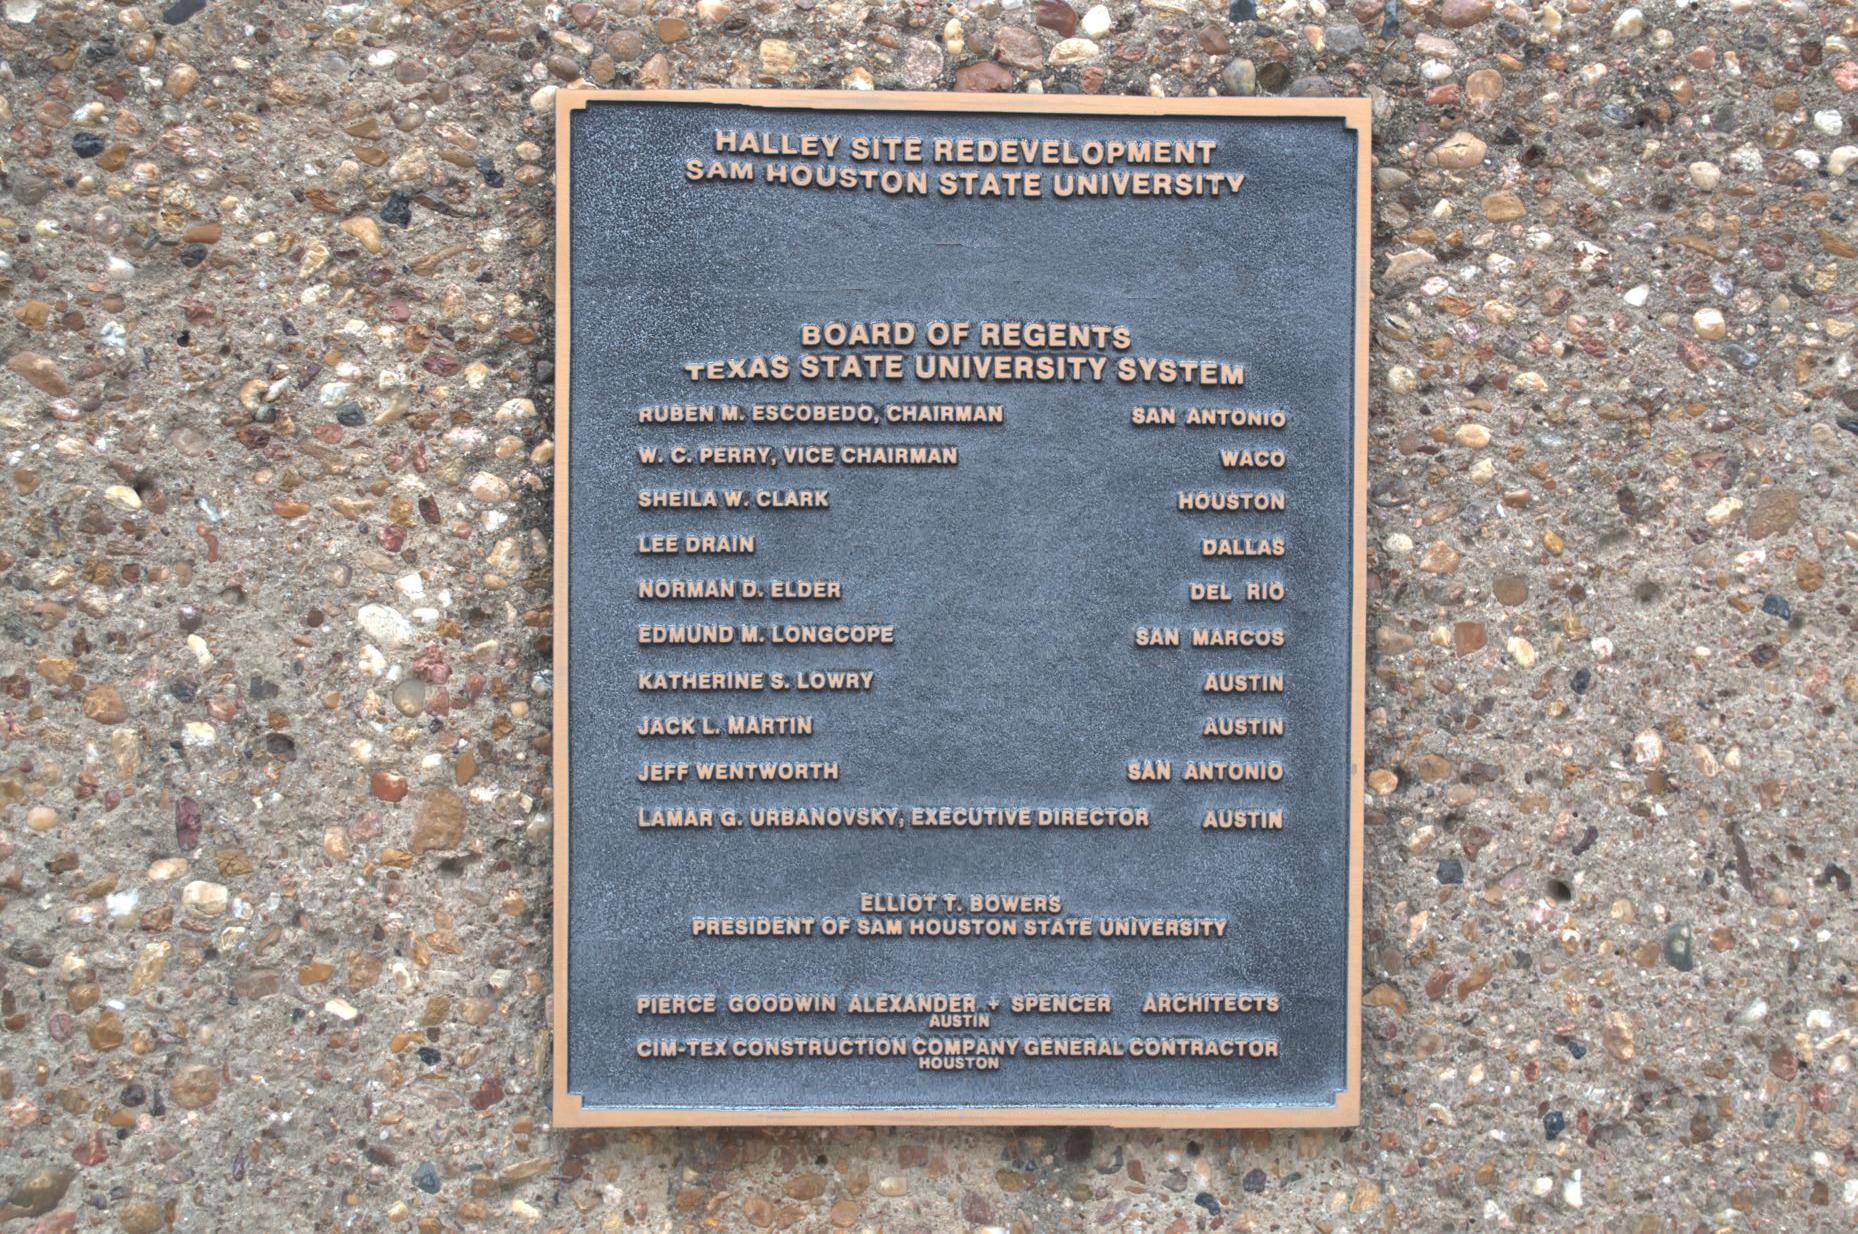 HALLEY SITE REDEVELOPMENT
SAM HOUSTON STATE UNIVERSITY
BOARD OF REGENTS
TEXAS STATE UNIVERSITY SYSTEM
RUBEN M. ESCOBEDO, CHAIRMAN SAN ANTONIO
W. C. PERRY, VICE CHAIRMAN WACO
SHEILA W. CLARK HOUSTON
LEE DRAIN DALLAS
NORMAN D. ELDER DEL RIO
EDMUND M. LONGCOPE SAN MARCOS
KATHERINE S. LOWRY AUSTIN
JACK L. MARTIN AUSTIN
JEFF WENTWORTH SAN ANTONIO
LAMAR G. URBANOVSKY, EXECUTIVE DIRECTOR AUSTIN
ELLIOT T. BOWERS
PRESIDENT OF SAM HOUSTON STATE UNIVERSITY
PIERCE GOODWIN ALEXANDER + SPENCER ARCHITECTS
AUSTIN
CIM-TEX CONSTRUCTION COMPANY GENERAL CONTRACTOR
HOUSTON